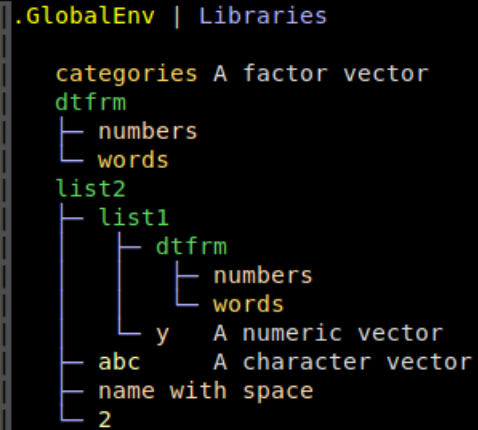 .GlobalEnv | Libraries
categories A factor vector
dtfrm
numbers
words
list2
list1
dtfrm
numbers
words
y A numeric vector
abc A character vector
name with space
2